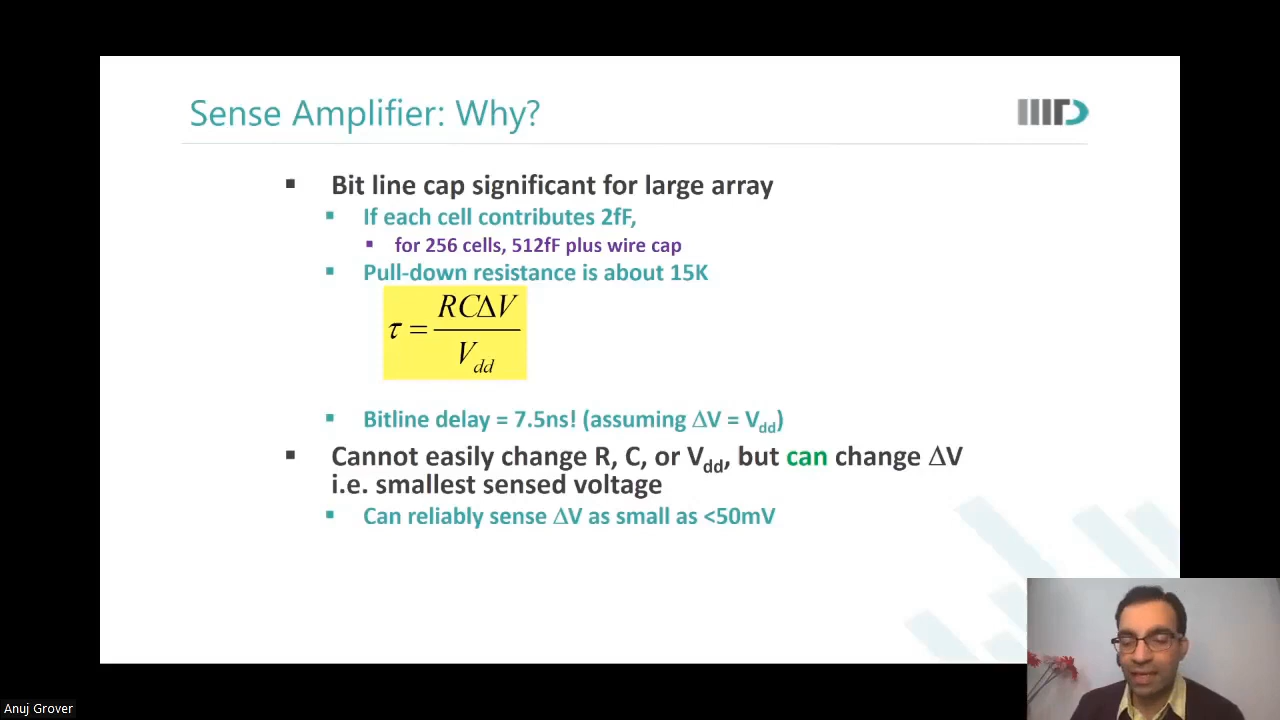 Sense Amplifier: Why?
IIITD
▪ Bit line cap significant for large array
▪ If each cell contributes 2fF,
▪ for 256 cells, 512fF plus wire cap
▪ Pull-down resistance is about 15K
τ = RCΔV / V_dd
▪ Bitline delay = 7.5ns! (assuming ΔV = V_dd)
▪ Cannot easily change R, C, or V_dd, but can change ΔV
i.e. smallest sensed voltage
▪ Can reliably sense ΔV as small as <50mV
Anuj Grover